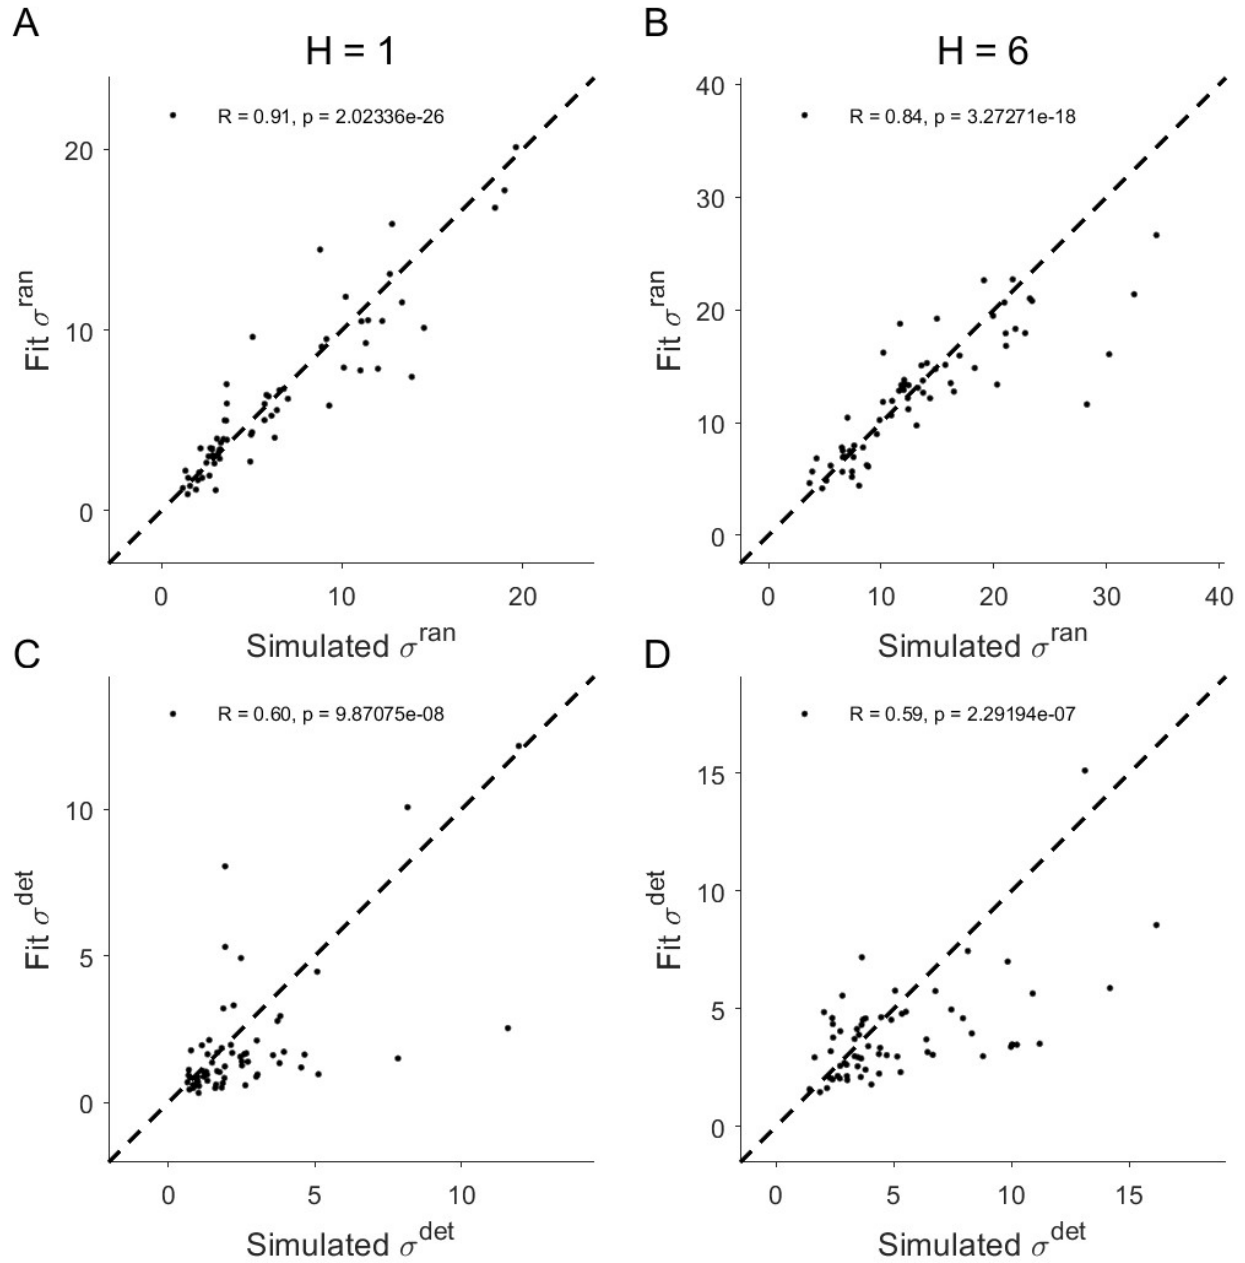 A
H = 1
R = 0.91, p = 2.02336e-26
20
10
0
Fit σ^ran
0 10 20
Simulated σ^ran
B
H = 6
R = 0.84, p = 3.27271e-18
40
30
20
10
0
Fit σ^ran
0 10 20 30 40
Simulated σ^ran
C
R = 0.60, p = 9.87075e-08
10
5
0
Fit σ^det
0 5 10
Simulated σ^det
D
R = 0.59, p = 2.29194e-07
15
10
5
0
Fit σ^det
0 5 10 15
Simulated σ^det